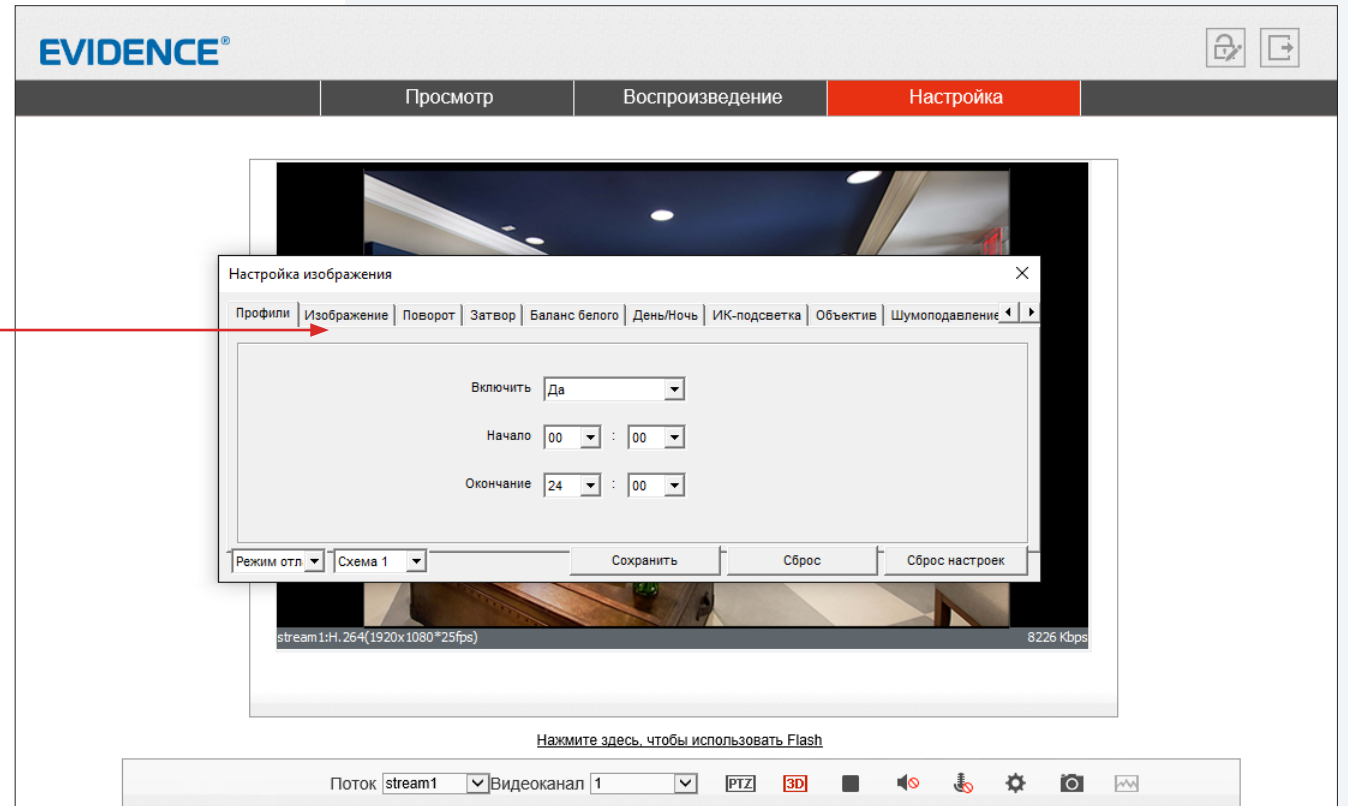 EVIDENCE®
Просмотр Воспроизведение Настройка
Настройка изображения
Профили Изображение Поворот Затвор Баланс белого День/Ночь ИК-подсветка Объектив Шумоподавление
Включить Да
Начало 00 : 00
Окончание 24 : 00
Режим отл Схема 1 Сохранить Сброс Сброс настроек
stream1:H.264(1920x1080*25fps) 8226 Kbps
Нажмите здесь, чтобы использовать Flash
Поток stream1 Видеоканал 1 PTZ 3D